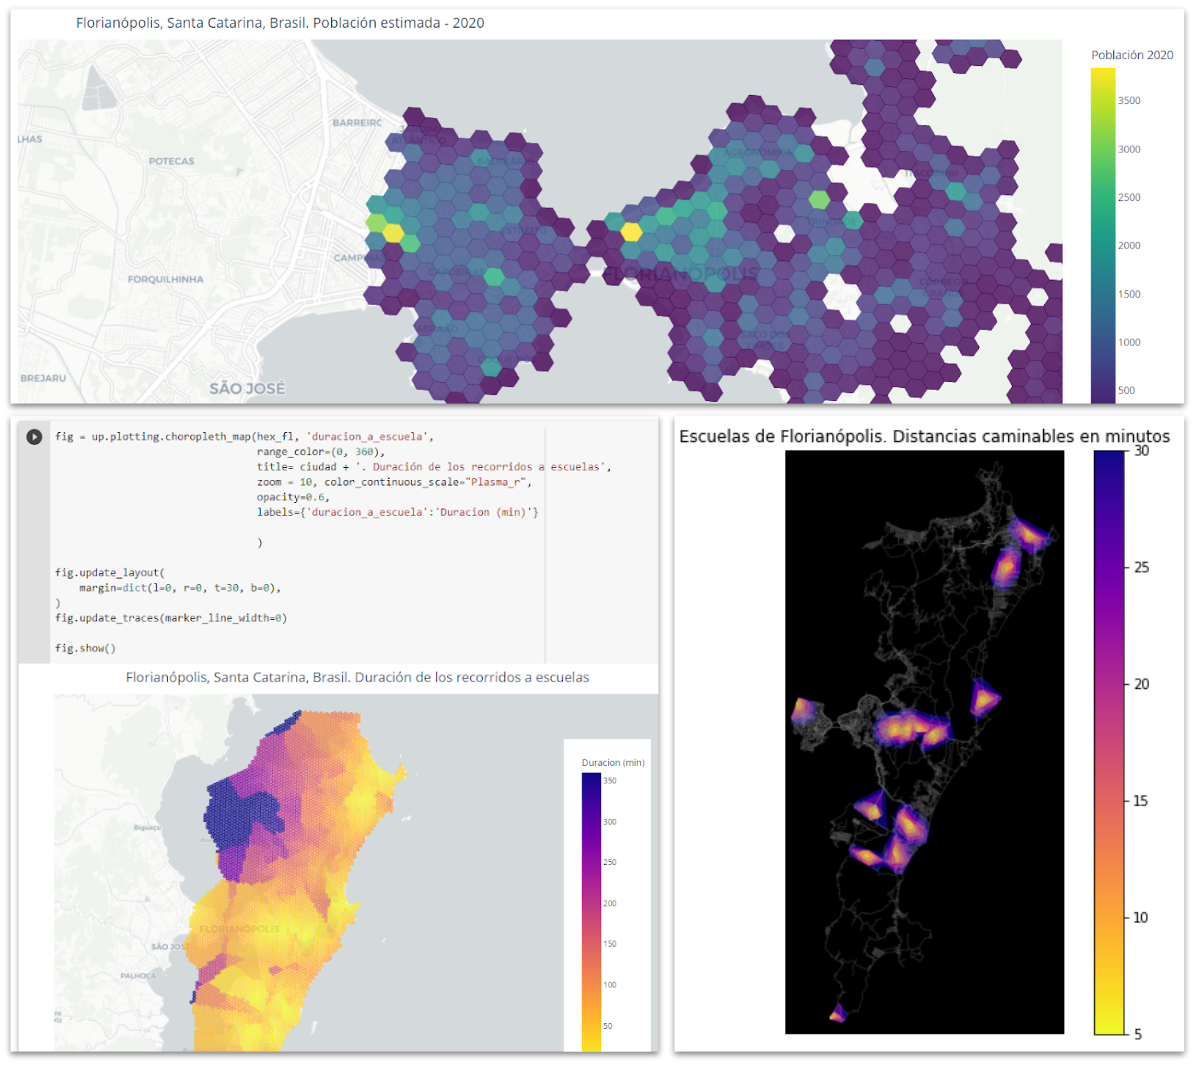 Florianópolis, Santa Catarina, Brasil. Población estimada - 2020
Población 2020
3500
3000
2500
2000
1500
1000
500
BARREIRO
LHAS
POTECAS
FORQUILHINHA
BREJARU
SÃO JOSÉ
FLORIANÓPOLIS
fig = up.plotting.choropleth_map(hex_fl, 'duracion_a_escuela',
range_color=(0, 360),
title= ciudad + '. Duración de los recorridos a escuelas',
zoom = 10, color_continuous_scale="Plasma_r",
opacity=0.6,
labels={'duracion_a_escuela':'Duracion (min)'}
)
fig.update_layout(
margin=dict(l=0, r=0, t=30, b=0),
)
fig.update_traces(marker_line_width=0)
fig.show()
Florianópolis, Santa Catarina, Brasil. Duración de los recorridos a escuelas
Duracion (min)
350
300
250
200
150
100
50
Biguaçu
FLORIANÓPOLIS
SÃO JOS
PALHOÇA
Escuelas de Florianópolis. Distancias caminables en minutos
30
25
20
15
10
5